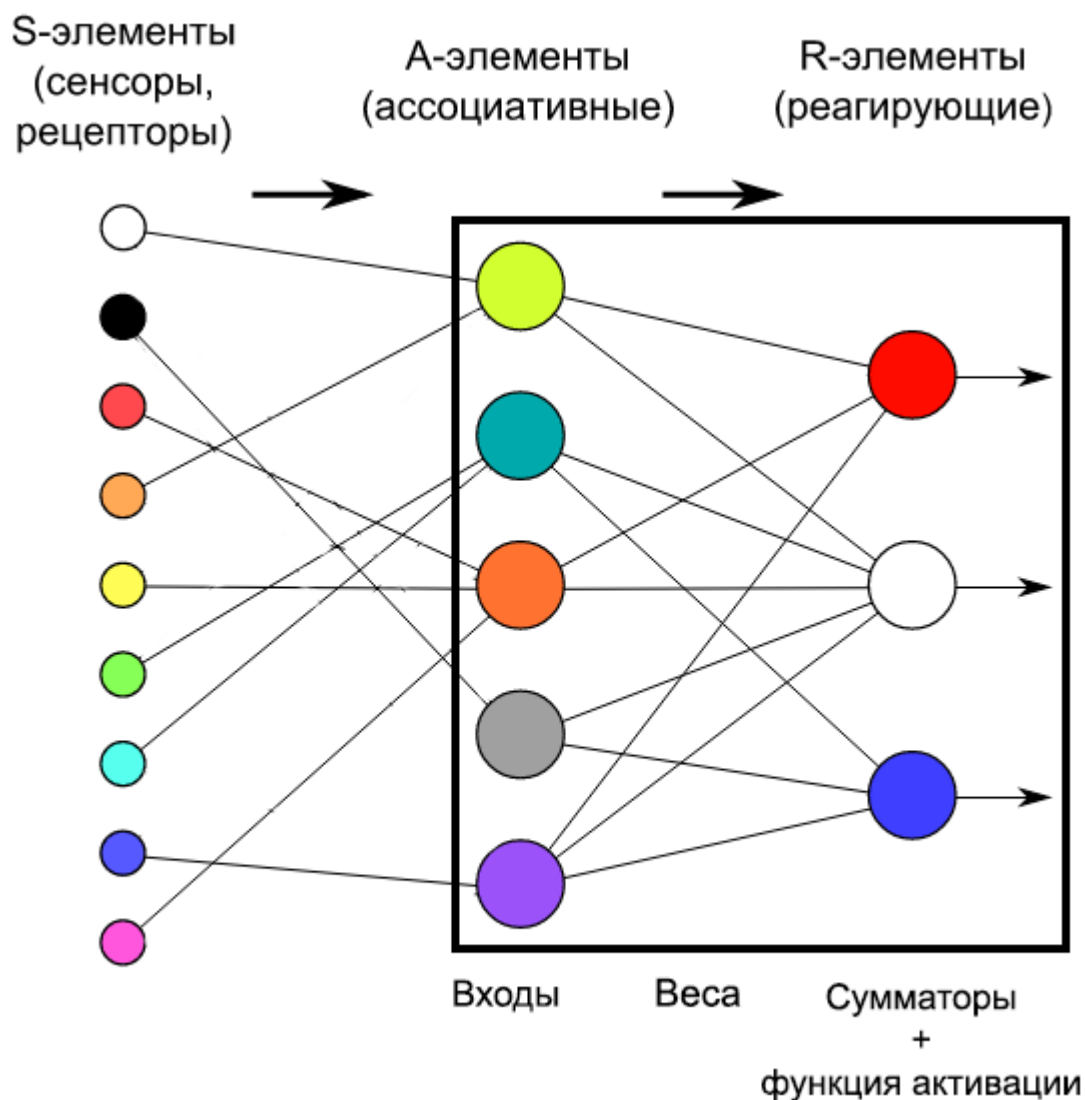 S-элементы
(сенсоры,
рецепторы)
А-элементы
(ассоциативные)
R-элементы
(реагирующие)
Входы
Веса
Сумматоры
+
функция активации